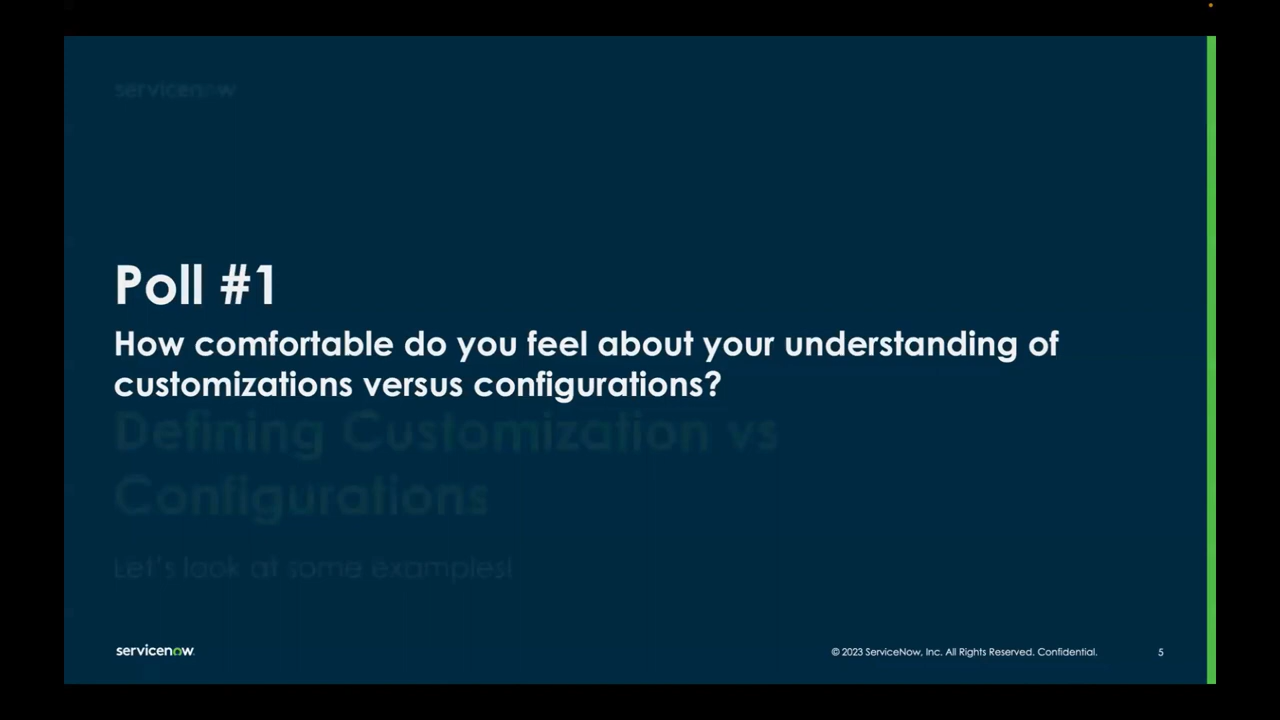 servicenow
Poll #1
How comfortable do you feel about your understanding of
customizations versus configurations?
Defining Customization vs
Configurations
Let's look at some examples!
servicenow
© 2023 ServiceNow, Inc. All Rights Reserved. Confidential.
5